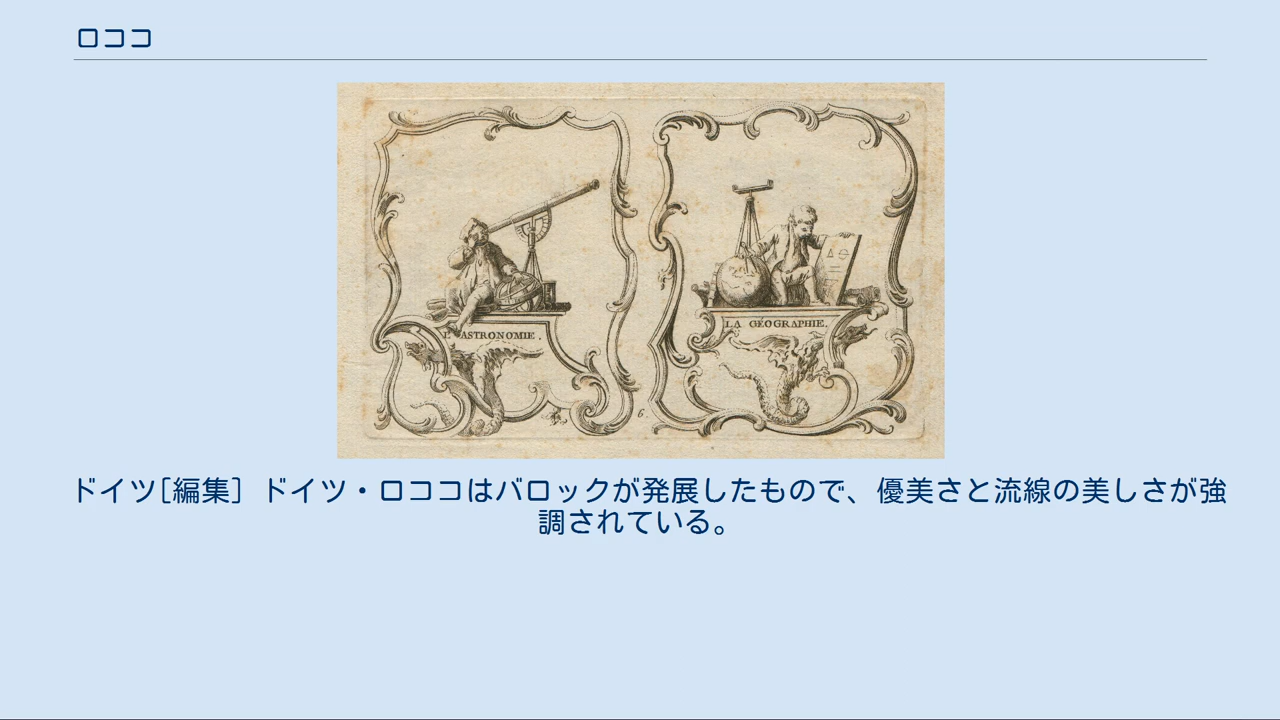 ロココ
L'ASTRONOMIE.
LA GÉOGRAPHIE.
6.
ドイツ[編集] ドイツ・ロココはバロックが発展したもので、優美さと流線の美しさが強
調されている。